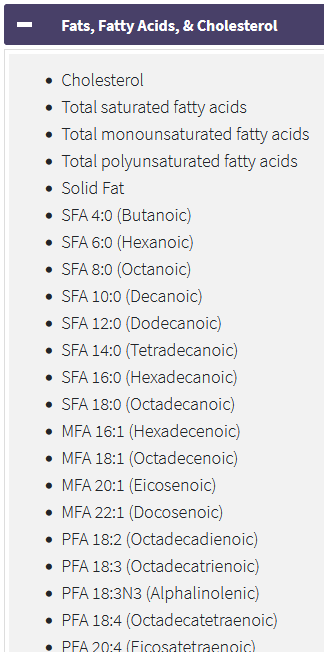 Fats, Fatty Acids, & Cholesterol
Cholesterol
Total saturated fatty acids
Total monounsaturated fatty acids
Total polyunsaturated fatty acids
Solid Fat
SFA 4:0 (Butanoic)
SFA 6:0 (Hexanoic)
SFA 8:0 (Octanoic)
SFA 10:0 (Decanoic)
SFA 12:0 (Dodecanoic)
SFA 14:0 (Tetradecanoic)
SFA 16:0 (Hexadecanoic)
SFA 18:0 (Octadecanoic)
MFA 16:1 (Hexadecenoic)
MFA 18:1 (Octadecenoic)
MFA 20:1 (Eicosenoic)
MFA 22:1 (Docosenoic)
PFA 18:2 (Octadecadienoic)
PFA 18:3 (Octadecatrienoic)
PFA 18:3N3 (Alphalinolenic)
PFA 18:4 (Octadecatetraenoic)
PFA 20:4 (Eicosatetraenoic)